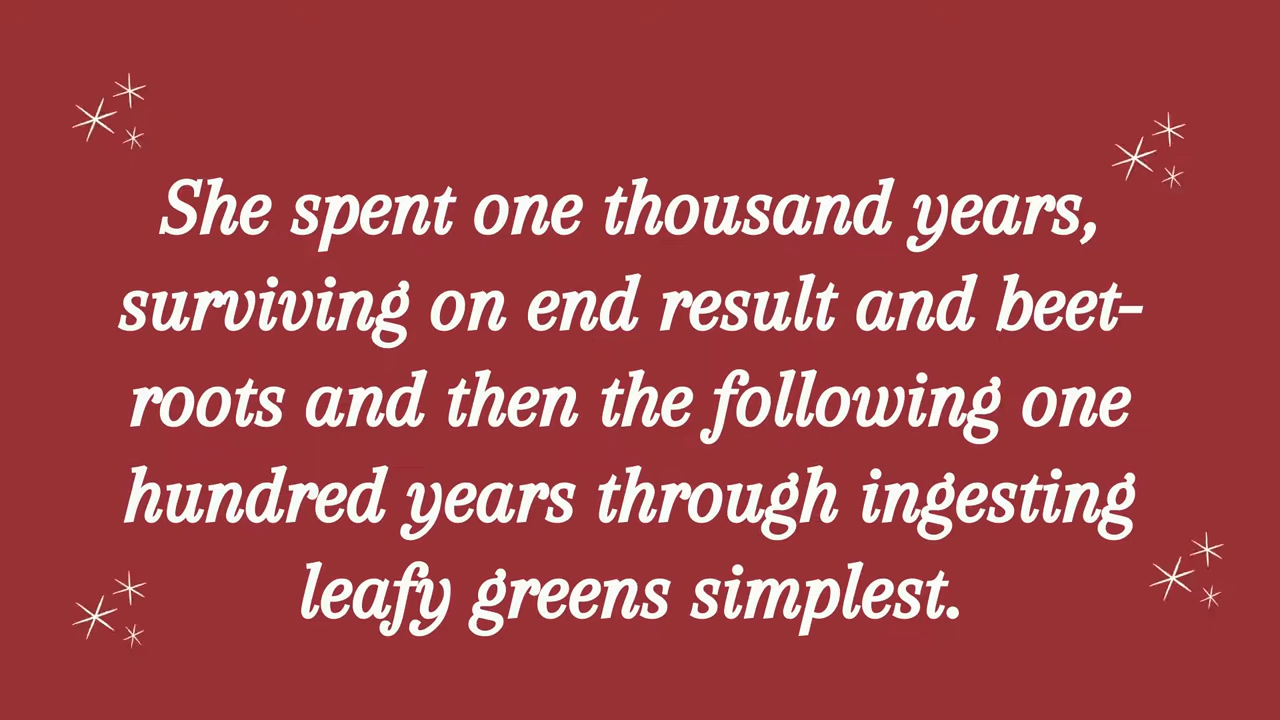 She spent one thousand years,
surviving on end result and beet-
roots and then the following one
hundred years through ingesting
leafy greens simplest.